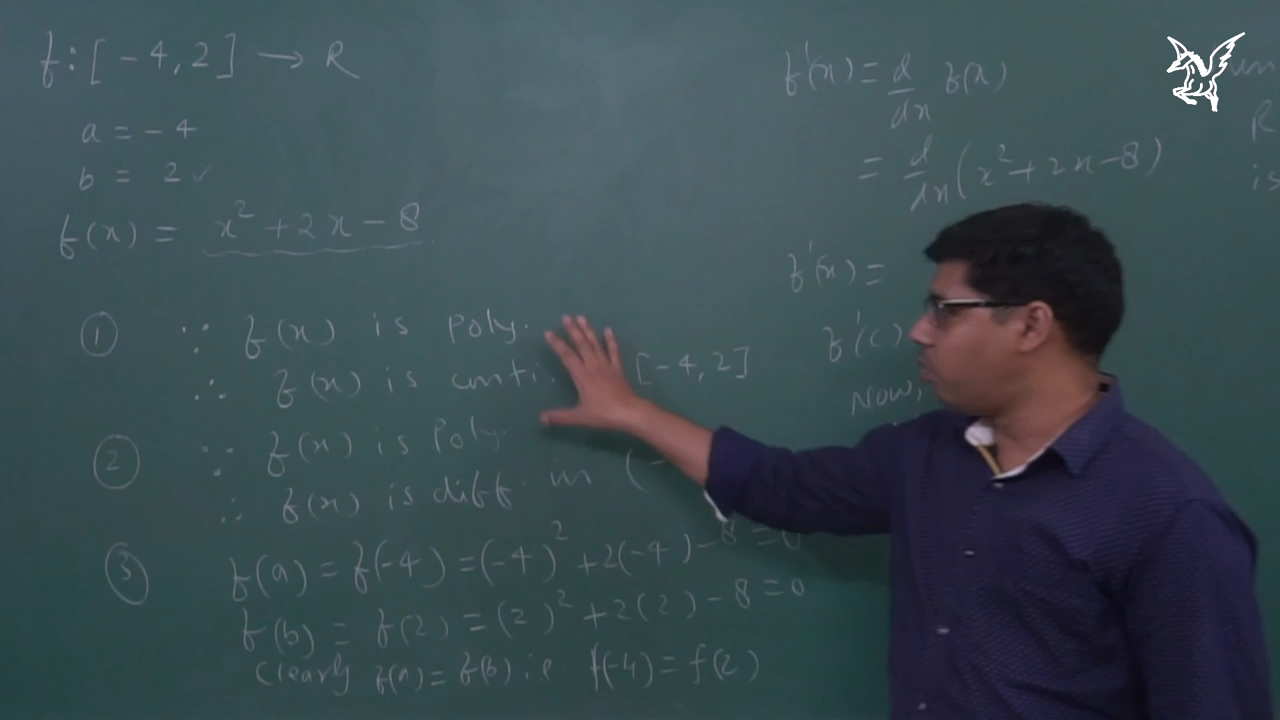 f : [ -4, 2 ] → R
a = -4
b = 2 ✓
f(x) = x² + 2x - 8
① ∵ f(x) is poly.
∴ f(x) is conti. [-4, 2]
② ∵ f(x) is Poly.
∴ f(x) is diff. in (-
③ f(a) = f(-4) = (-4)² + 2(-4) - 8 = 0
f(b) = f(2) = (2)² + 2(2) - 8 = 0
Clearly f(a) = f(b) i.e f(-4) = f(2)
f'(x) = d/dx f(x)
= d/dx (x² + 2x - 8)
f'(x) =
f'(c)
Now,
R
is